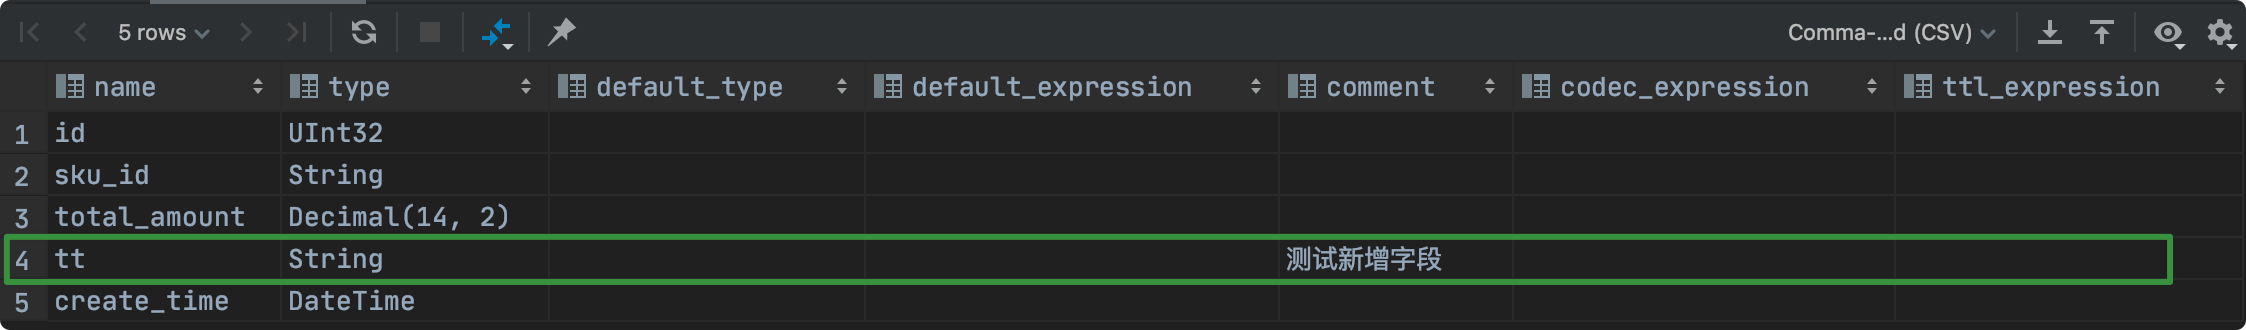 5 rows Comma-...d (CSV)
name type default_type default_expression comment codec_expression ttl_expression
1 id UInt32
2 sku_id String
3 total_amount Decimal(14, 2)
4 tt String 测试新增字段
5 create_time DateTime